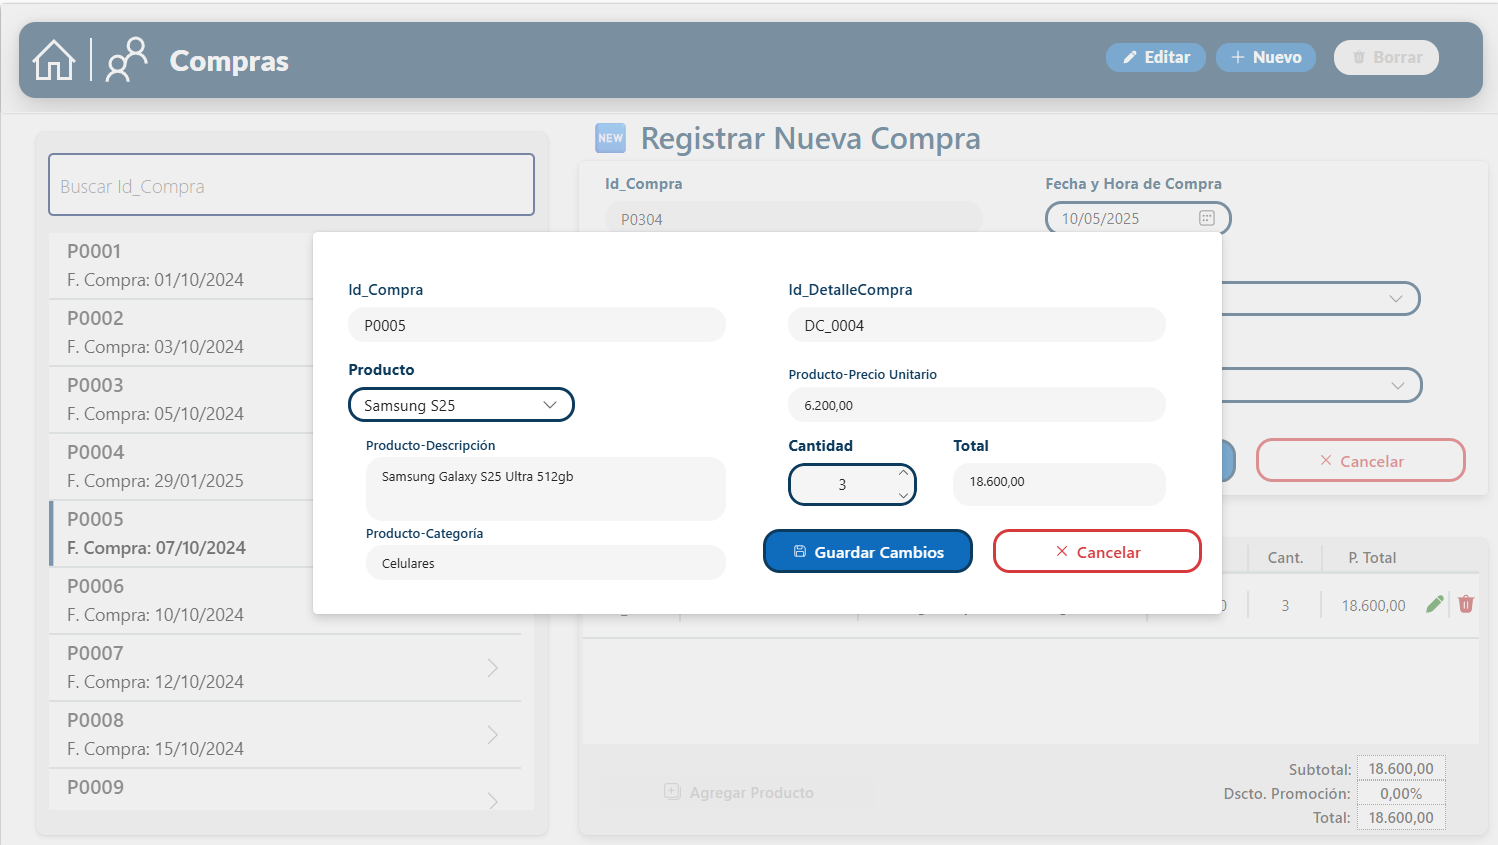 Compras
Editar
Nuevo
Borrar
Buscar Id_Compra
P0001
F. Compra: 01/10/2024
P0002
F. Compra: 03/10/2024
P0003
F. Compra: 05/10/2024
P0004
F. Compra: 29/01/2025
P0005
F. Compra: 07/10/2024
P0006
F. Compra: 10/10/2024
P0007
F. Compra: 12/10/2024
P0008
F. Compra: 15/10/2024
P0009
NEW Registrar Nueva Compra
Id_Compra
P0304
Fecha y Hora de Compra
10/05/2025
Cancelar
Id_Compra
P0005
Id_DetalleCompra
DC_0004
Producto
Samsung S25
Producto-Precio Unitario
6.200,00
Producto-Descripción
Samsung Galaxy S25 Ultra 512gb
Cantidad
3
Total
18.600,00
Producto-Categoría
Celulares
Guardar Cambios
Cancelar
Cant. P. Total
3 18.600,00
Agregar Producto
Subtotal: 18.600,00
Dscto. Promoción: 0,00%
Total: 18.600,00